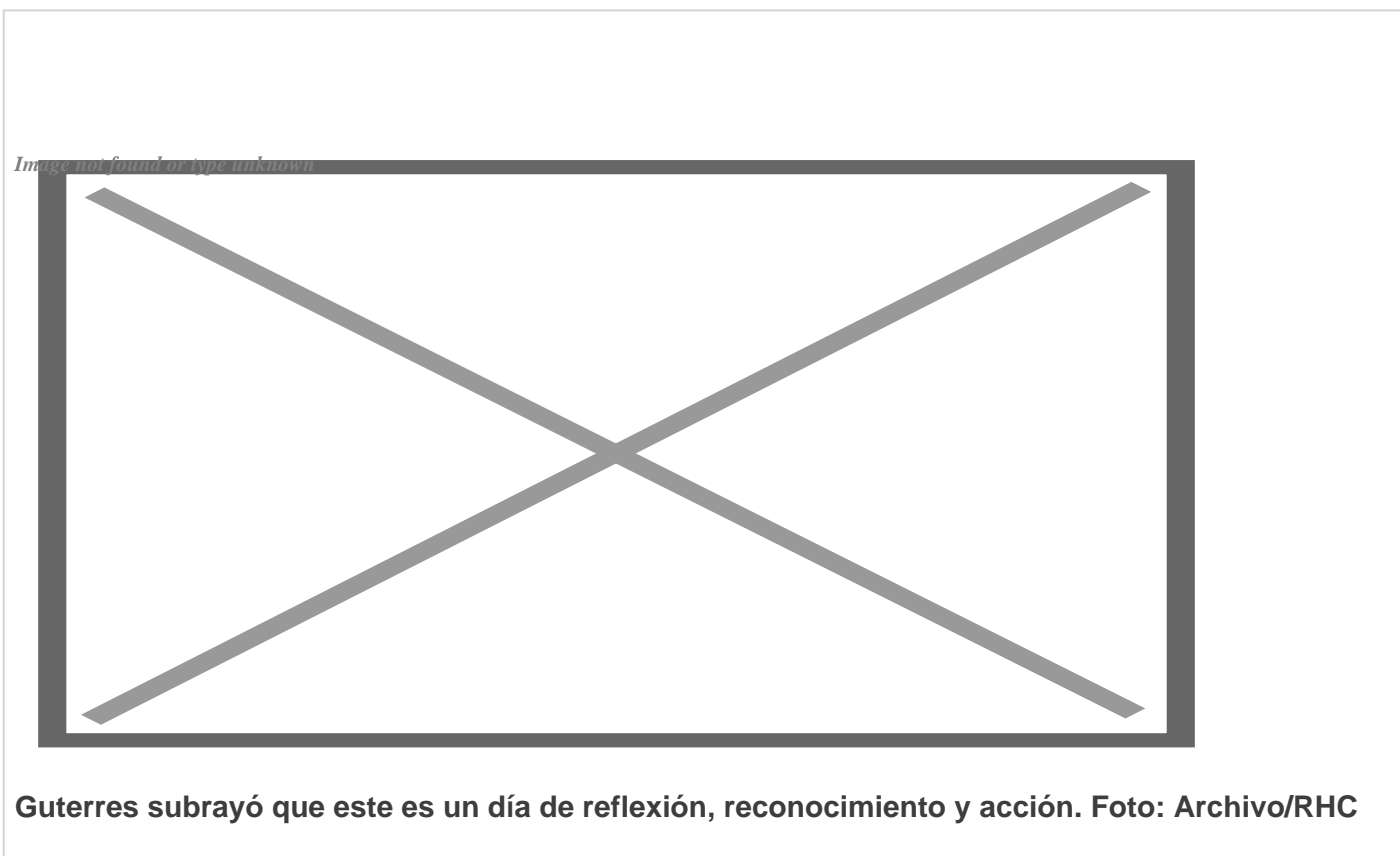 Image not found or type unknown
Guterres subrayó que este es un día de reflexión, reconocimiento y acción. Foto: Archivo/RHC